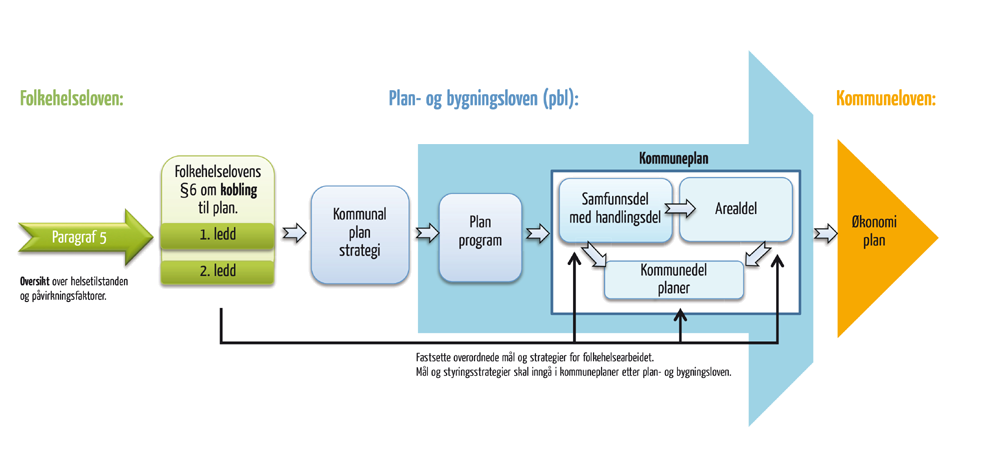 Folkehelseloven:
Plan- og bygningsloven (pbl):
Kommuneloven:
Paragraf 5
Oversikt over helsetilstanden
og påvirkningsfaktorer.
Folkehelselovens
§6 om kobling
til plan.
1. ledd
2. ledd
Kommunal
plan
strategi
Plan
program
Kommuneplan
Samfunnsdel
med handlingsdel
Arealdel
Kommunedel
planer
Økonomi
plan
Fastsette overordnede mål og strategier for folkehelsearbeidet.
Mål og styringsstrategier skal inngå i kommuneplaner etter plan- og bygningsloven.